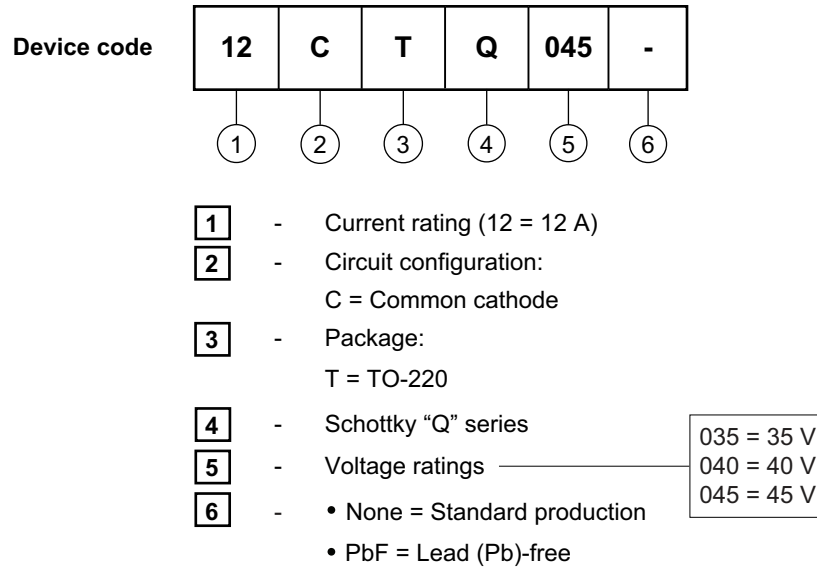 Device code 12 C T Q 045 -
1 2 3 4 5 6
1 - Current rating (12 = 12 A)
2 - Circuit configuration:
C = Common cathode
3 - Package:
T = TO-220
4 - Schottky “Q” series
5 - Voltage ratings
035 = 35 V
040 = 40 V
045 = 45 V
6 - • None = Standard production
• PbF = Lead (Pb)-free